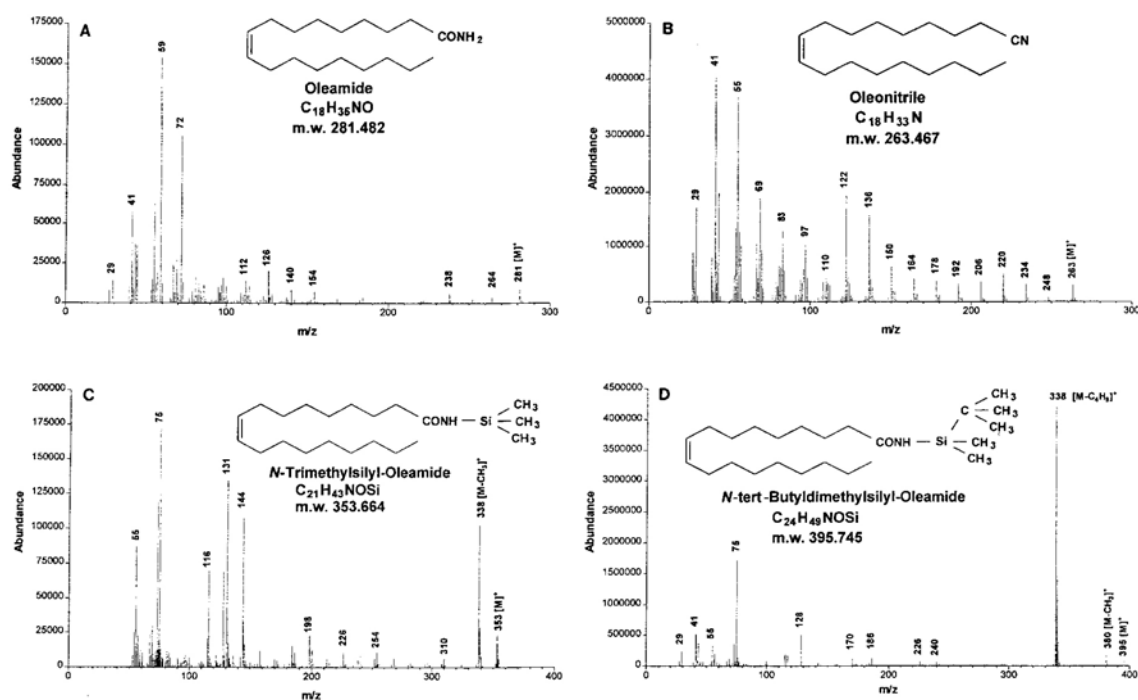 A
175000
150000
125000
100000
75000
50000
25000
0
Abundance
0 100 200 300
m/z
29
41
59
72
112
126
140
154
238
264
281 [M]⁺
CONH₂
Oleamide
C₁₈H₃₅NO
m.w. 281.482
B
5000000
4000000
3000000
2000000
1000000
0
Abundance
0 100 200 300
m/z
29
41
55
69
83
97
110
122
136
150
164
178
192
206
220
234
248
263 [M]⁺
CN
Oleonitrile
C₁₈H₃₃N
m.w. 263.467
C
200000
175000
150000
125000
100000
75000
50000
25000
0
Abundance
0 100 200 300 400
m/z
55
75
116
131
144
198
226
254
310
338 [M-CH₃]⁺
353 [M]⁺
CONH
Si
CH₃
CH₃
CH₃
N-Trimethylsilyl-Oleamide
C₂₁H₄₃NOSi
m.w. 353.664
D
4500000
4000000
3500000
3000000
2500000
2000000
1500000
1000000
500000
0
Abundance
0 100 200 300 400
m/z
29
41
55
75
128
170
186
226
240
338 [M-C₄H₉]⁺
380 [M-CH₃]⁺
395 [M]⁺
CONH
Si
C
CH₃
CH₃
CH₃
CH₃
CH₃
N-tert-Butyldimethylsilyl-Oleamide
C₂₄H₄₉NOSi
m.w. 395.745